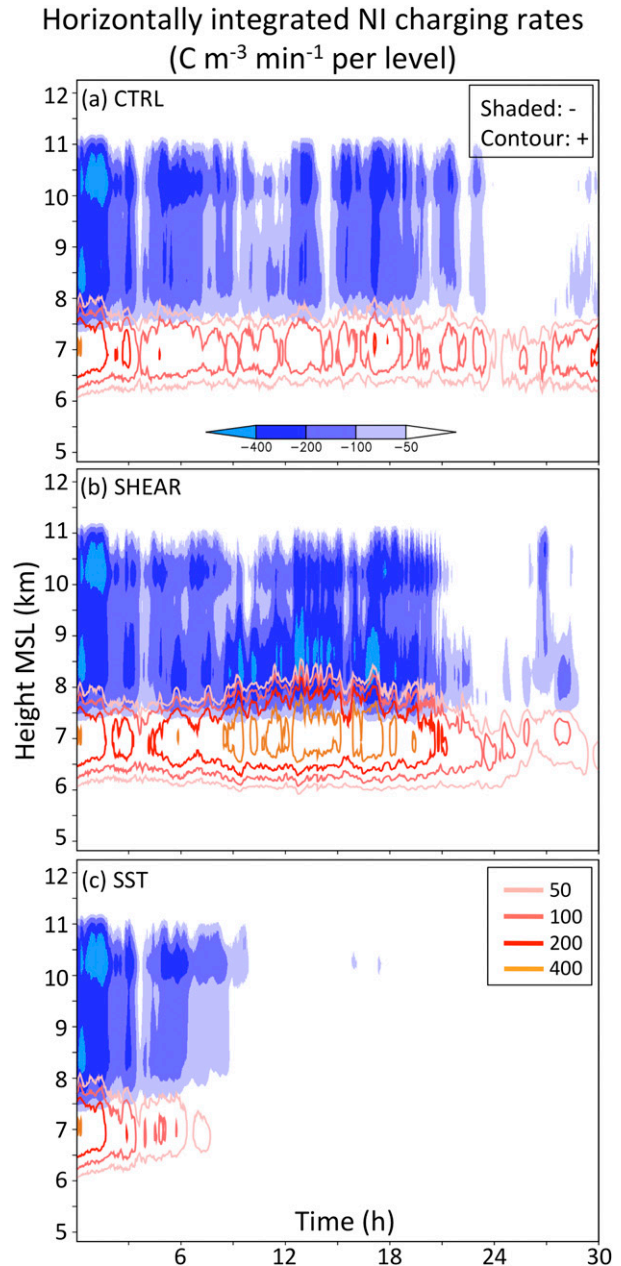 Horizontally integrated NI charging rates
(C m⁻³ min⁻¹ per level)
(a) CTRL
Shaded: -
Contour: +
12
11
10
9
8
7
6
5
−400 −200 −100 −50
(b) SHEAR
12
11
10
9
8
7
6
5
Height MSL (km)
(c) SST
50
100
200
400
12
11
10
9
8
7
6
5
Time (h)
6 12 18 24 30